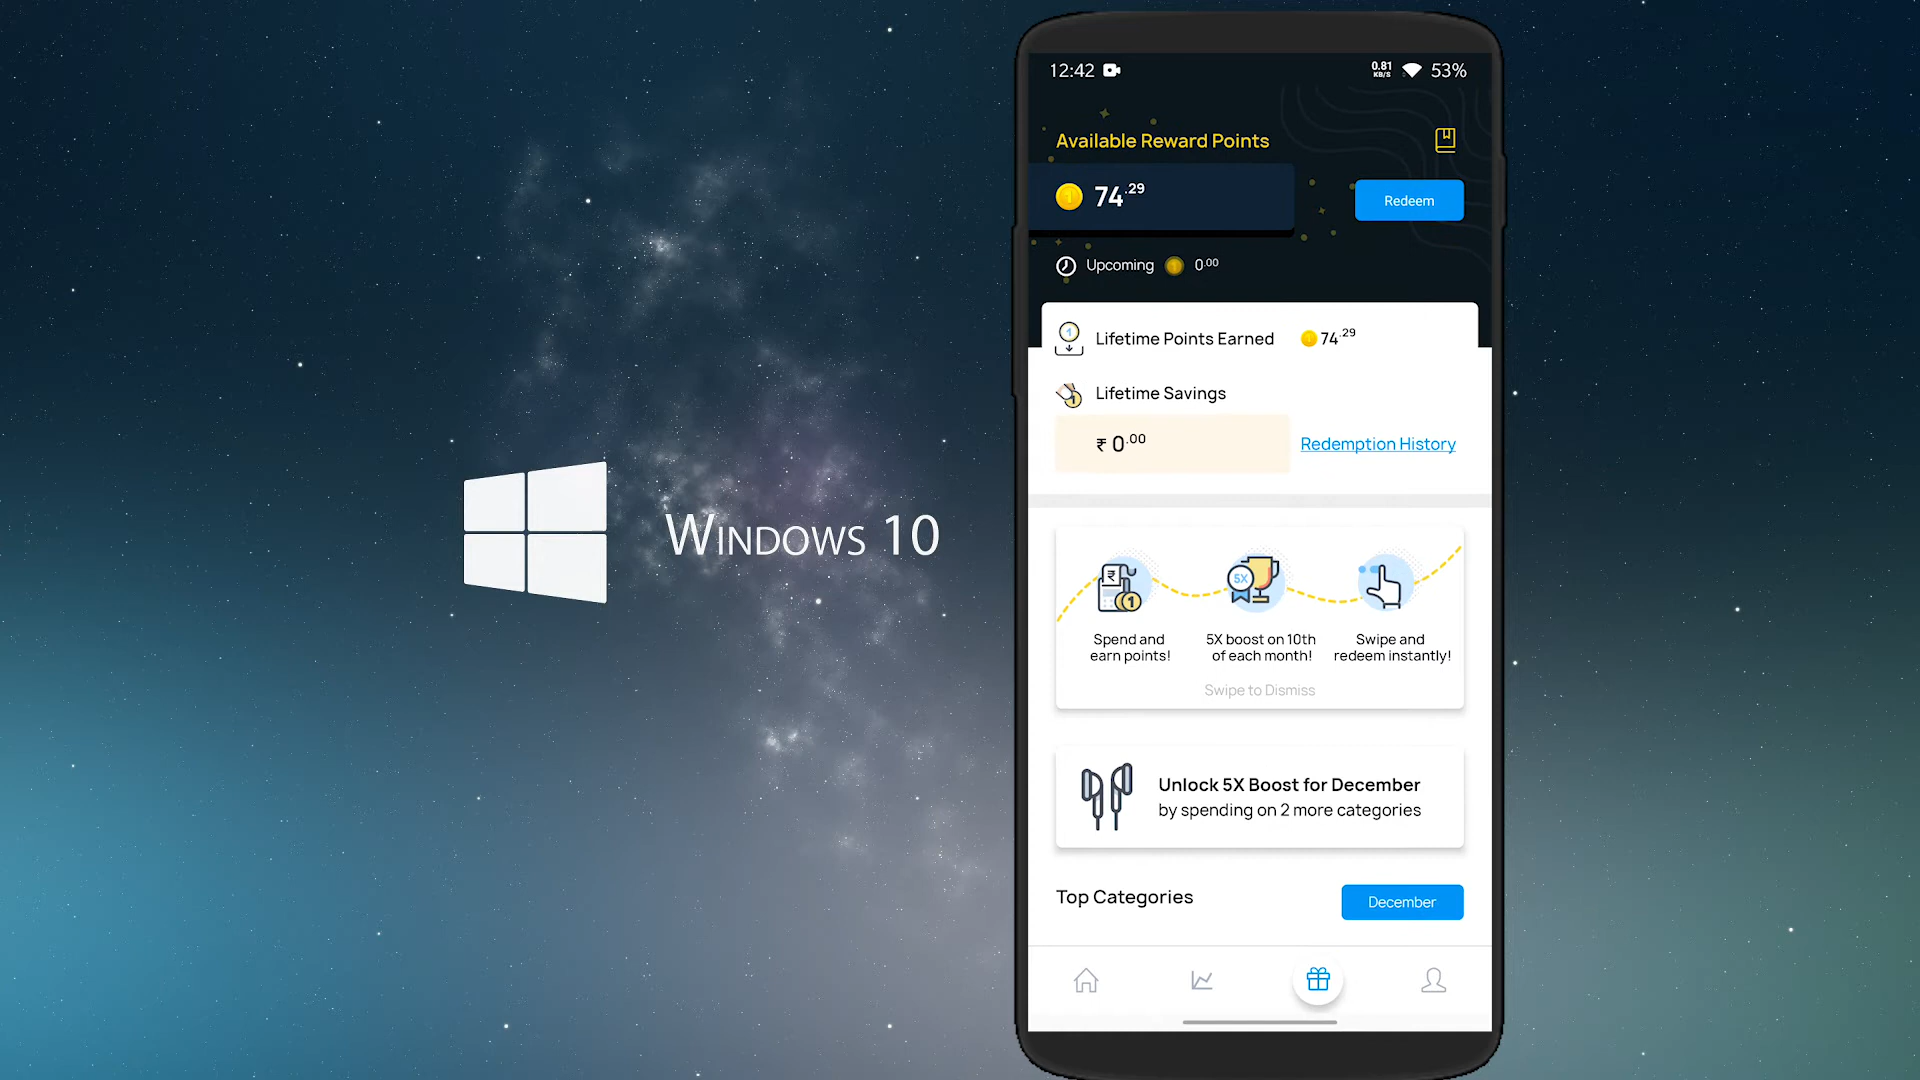 Windows 10
12:42
0.81
KB/S
53%
Available Reward Points
74.29
Redeem
Upcoming 0.00
Lifetime Points Earned 74.29
Lifetime Savings
₹ 0.00
Redemption History
₹
1
5X
Spend and
earn points!
5X boost on 10th
of each month!
Swipe and
redeem instantly!
Swipe to Dismiss
Unlock 5X Boost for December
by spending on 2 more categories
Top Categories
December